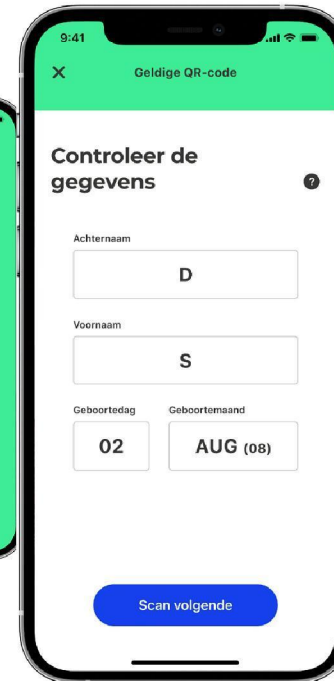 9:41
Geldige QR-code
Controleer de
gegevens
?
Achternaam
D
Voornaam
S
Geboortedag Geboortemaand
02 AUG (08)
Scan volgende